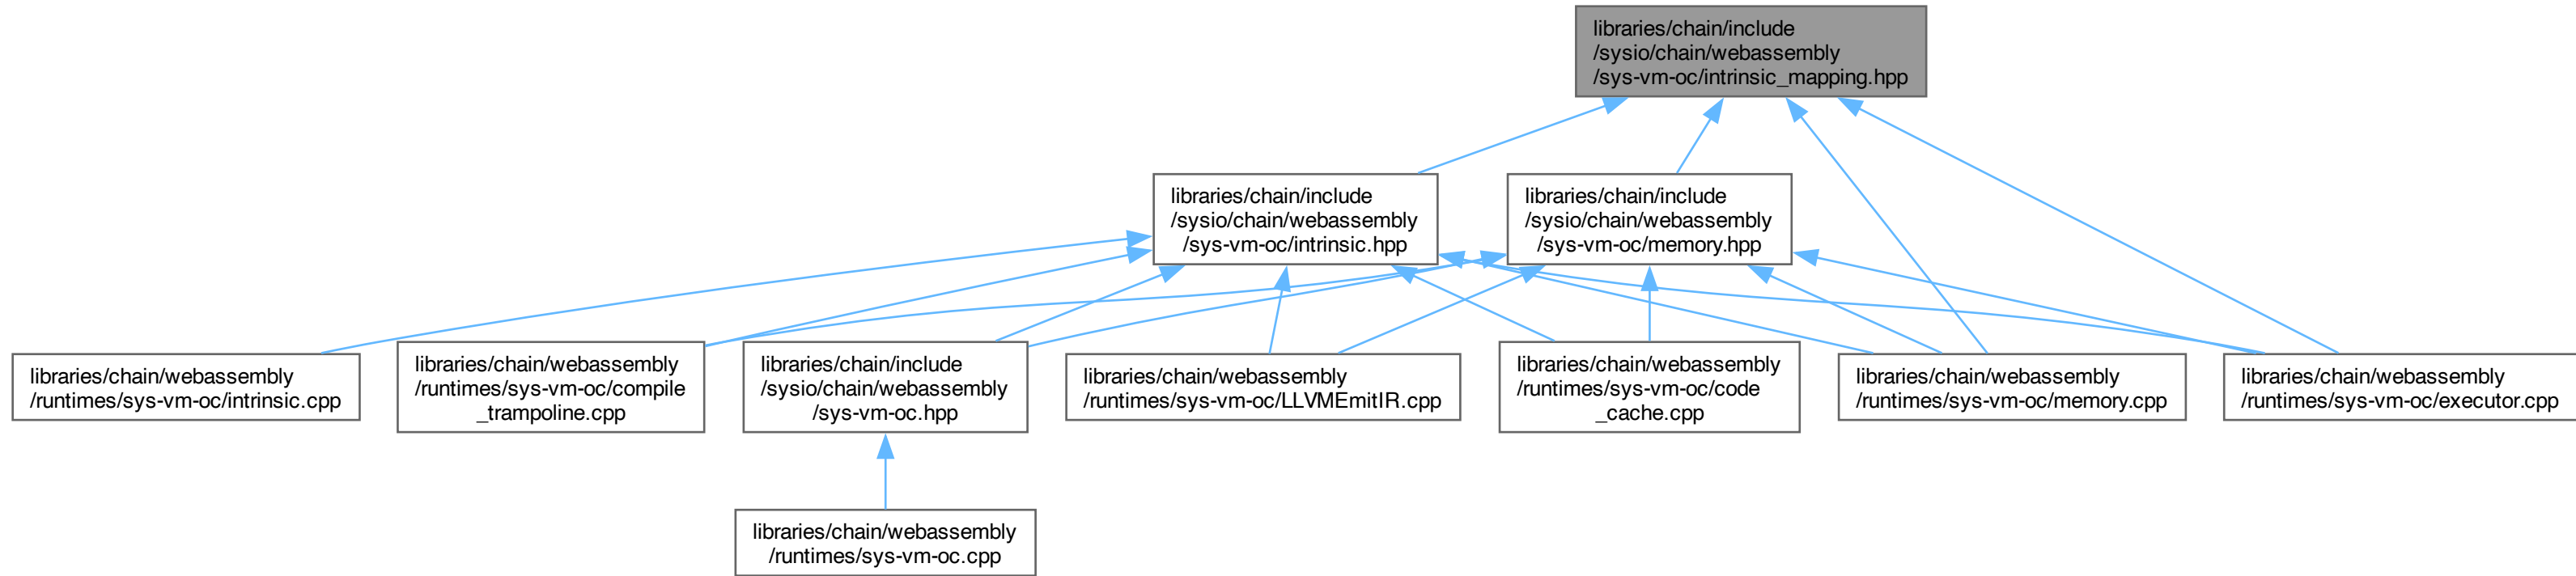 libraries/chain/include
/sysio/chain/webassembly
/sys-vm-oc/intrinsic_mapping.hpp
libraries/chain/include
/sysio/chain/webassembly
/sys-vm-oc/intrinsic.hpp
libraries/chain/include
/sysio/chain/webassembly
/sys-vm-oc/memory.hpp
libraries/chain/webassembly
/runtimes/sys-vm-oc/intrinsic.cpp
libraries/chain/webassembly
/runtimes/sys-vm-oc/compile
_trampoline.cpp
libraries/chain/include
/sysio/chain/webassembly
/sys-vm-oc.hpp
libraries/chain/webassembly
/runtimes/sys-vm-oc/LLVMEmitIR.cpp
libraries/chain/webassembly
/runtimes/sys-vm-oc/code
_cache.cpp
libraries/chain/webassembly
/runtimes/sys-vm-oc/memory.cpp
libraries/chain/webassembly
/runtimes/sys-vm-oc/executor.cpp
libraries/chain/webassembly
/runtimes/sys-vm-oc.cpp